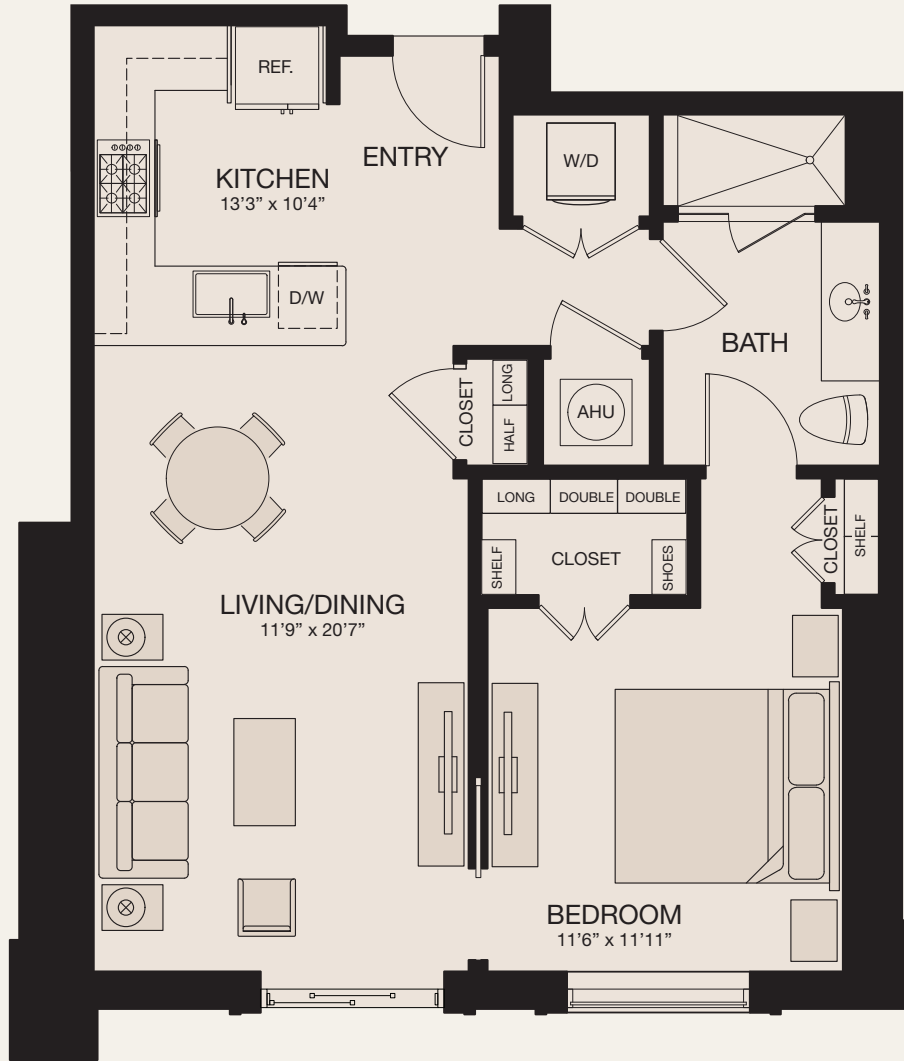 REF.
ENTRY
W/D
KITCHEN
13’3” x 10’4”
D/W
BATH
CLOSET
LONG
HALF
AHU
LONG
DOUBLE
DOUBLE
SHELF
CLOSET
SHOES
CLOSET
SHELF
LIVING/DINING
11’9” x 20’7”
BEDROOM
11’6” x 11’11”